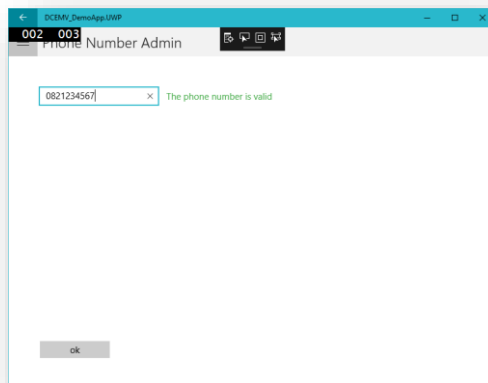 DCEMV_DemoApp.UWP
002 003
Phone Number Admin
0821234567 The phone number is valid
ok